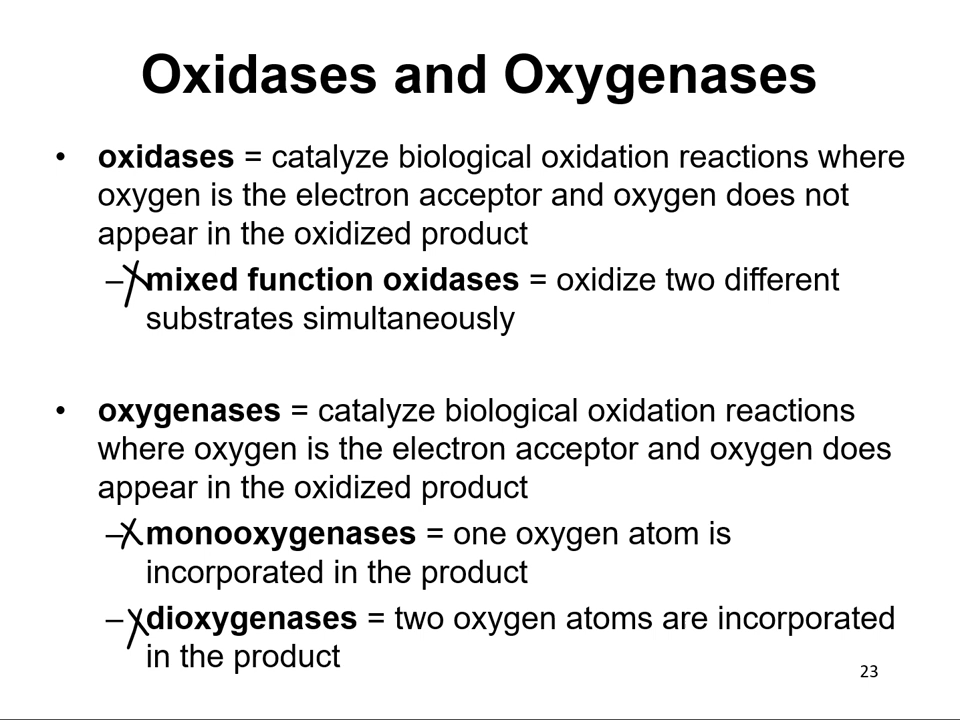 Oxidases and Oxygenases
• oxidases = catalyze biological oxidation reactions where
oxygen is the electron acceptor and oxygen does not
appear in the oxidized product
– mixed function oxidases = oxidize two different
substrates simultaneously
• oxygenases = catalyze biological oxidation reactions
where oxygen is the electron acceptor and oxygen does
appear in the oxidized product
– monooxygenases = one oxygen atom is
incorporated in the product
– dioxygenases = two oxygen atoms are incorporated
in the product
23